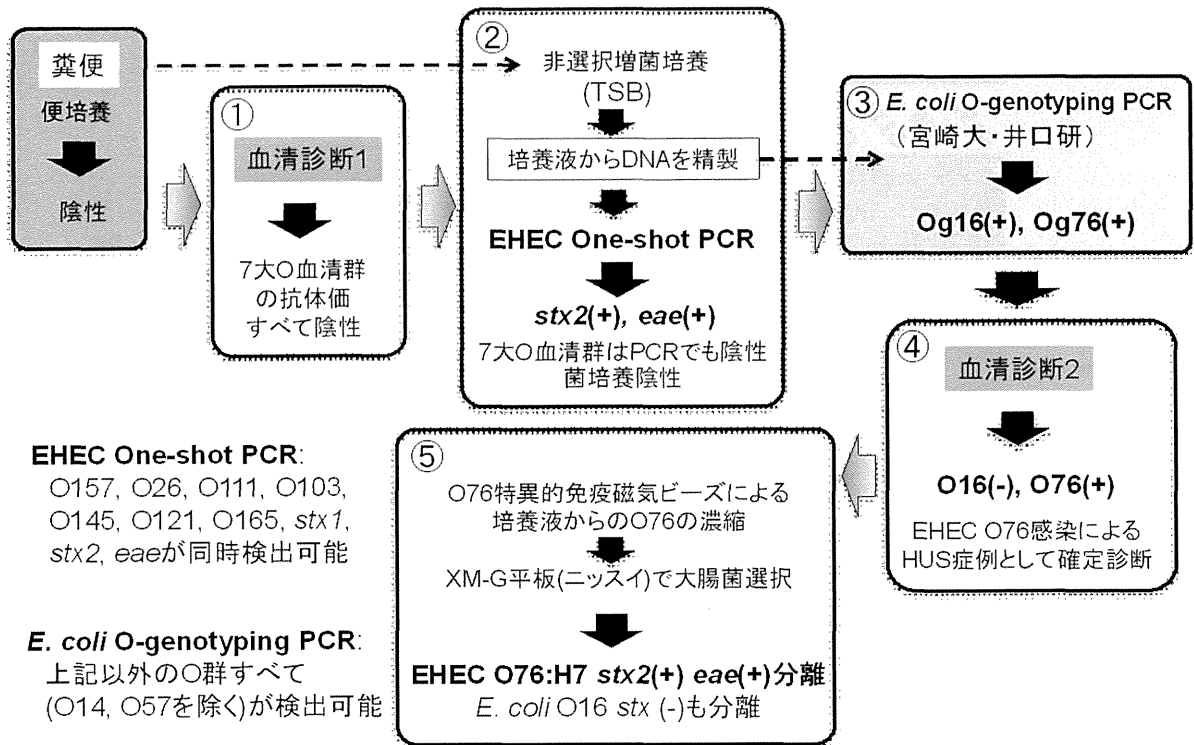 糞便
便培養
陰性
①
血清診断1
7大O血清群
の抗体価
すべて陰性
②
非選択増菌培養
(TSB)
培養液からDNAを精製
EHEC One-shot PCR
stx2(+), eae(+)
7大O血清群はPCRでも陰性
菌培養陰性
③ E. coli O-genotyping PCR
(宮崎大・井口研)
Og16(+), Og76(+)
④
血清診断2
O16(-), O76(+)
EHEC O76感染による
HUS症例として確定診断
⑤
O76特異的免疫磁気ビーズによる
培養液からのO76の濃縮
XM-G平板(ニッスイ)で大腸菌選択
EHEC O76:H7 stx2(+) eae(+)分離
E. coli O16 stx (-)も分離
EHEC One-shot PCR:
O157, O26, O111, O103,
O145, O121, O165, stx1,
stx2, eaeが同時検出可能
E. coli O-genotyping PCR:
上記以外のO群すべて
(O14, O57を除く)が検出可能